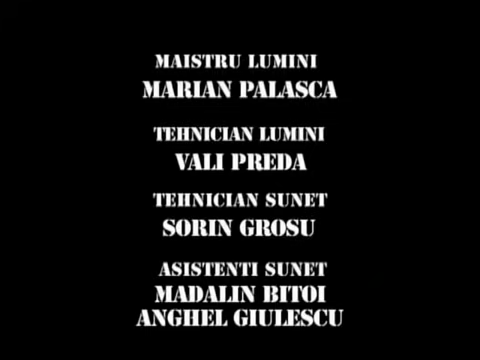 MAISTRU LUMINI
MARIAN PALASCA
TEHNICIAN LUMINI
VALI PREDA
TEHNICIAN SUNET
SORIN GROSU
ASISTENTI SUNET
MADALIN BITOI
ANGHEL GIULESCU